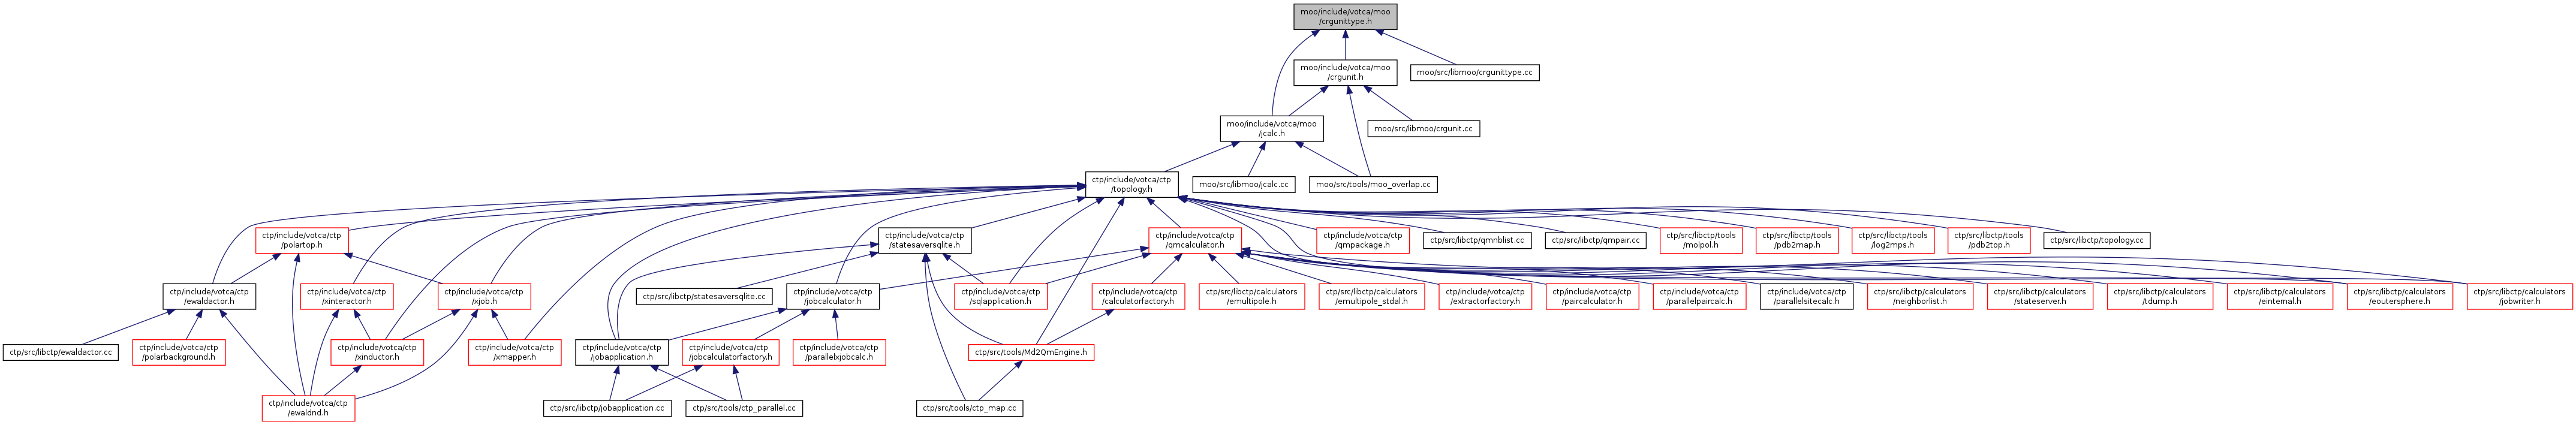 moo/include/votca/moo
/crgunittype.h
moo/include/votca/moo
/crgunit.h
moo/src/libmoo/crgunittype.cc
moo/include/votca/moo
/jcalc.h
moo/src/libmoo/crgunit.cc
ctp/include/votca/ctp
/topology.h
moo/src/libmoo/jcalc.cc
moo/src/tools/moo_overlap.cc
ctp/include/votca/ctp
/polartop.h
ctp/include/votca/ctp
/statesaversqlite.h
ctp/include/votca/ctp
/qmcalculator.h
ctp/include/votca/ctp
/qmpackage.h
ctp/src/libctp/qmnblist.cc
ctp/src/libctp/qmpair.cc
ctp/src/libctp/tools
/molpol.h
ctp/src/libctp/tools
/pdb2map.h
ctp/src/libctp/tools
/log2mps.h
ctp/src/libctp/tools
/pdb2top.h
ctp/src/libctp/topology.cc
ctp/include/votca/ctp
/ewaldactor.h
ctp/include/votca/ctp
/xinteractor.h
ctp/include/votca/ctp
/xjob.h
ctp/src/libctp/statesaversqlite.cc
ctp/include/votca/ctp
/jobcalculator.h
ctp/include/votca/ctp
/sqlapplication.h
ctp/include/votca/ctp
/calculatorfactory.h
ctp/src/libctp/calculators
/emultipole.h
ctp/src/libctp/calculators
/emultipole_stdal.h
ctp/include/votca/ctp
/extractorfactory.h
ctp/include/votca/ctp
/paircalculator.h
ctp/include/votca/ctp
/parallelpaircalc.h
ctp/include/votca/ctp
/parallelsitecalc.h
ctp/src/libctp/calculators
/neighborlist.h
ctp/src/libctp/calculators
/stateserver.h
ctp/src/libctp/calculators
/tdump.h
ctp/src/libctp/calculators
/einternal.h
ctp/src/libctp/calculators
/eoutersphere.h
ctp/src/libctp/calculators
/jobwriter.h
ctp/src/libctp/ewaldactor.cc
ctp/include/votca/ctp
/polarbackground.h
ctp/include/votca/ctp
/xinductor.h
ctp/include/votca/ctp
/xmapper.h
ctp/include/votca/ctp
/jobapplication.h
ctp/include/votca/ctp
/jobcalculatorfactory.h
ctp/include/votca/ctp
/parallelxjobcalc.h
ctp/src/tools/Md2QmEngine.h
ctp/include/votca/ctp
/ewaldnd.h
ctp/src/libctp/jobapplication.cc
ctp/src/tools/ctp_parallel.cc
ctp/src/tools/ctp_map.cc